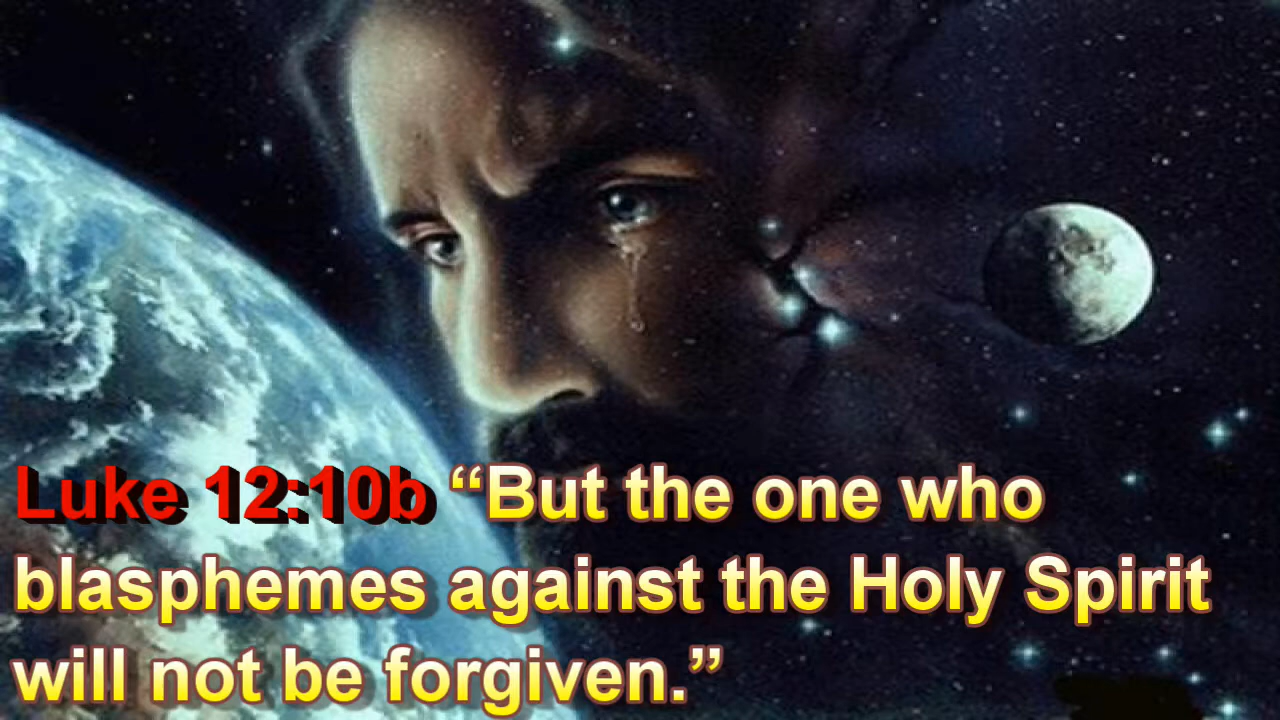 Luke 12:10b “But the one who
blasphemes against the Holy Spirit
will not be forgiven.”